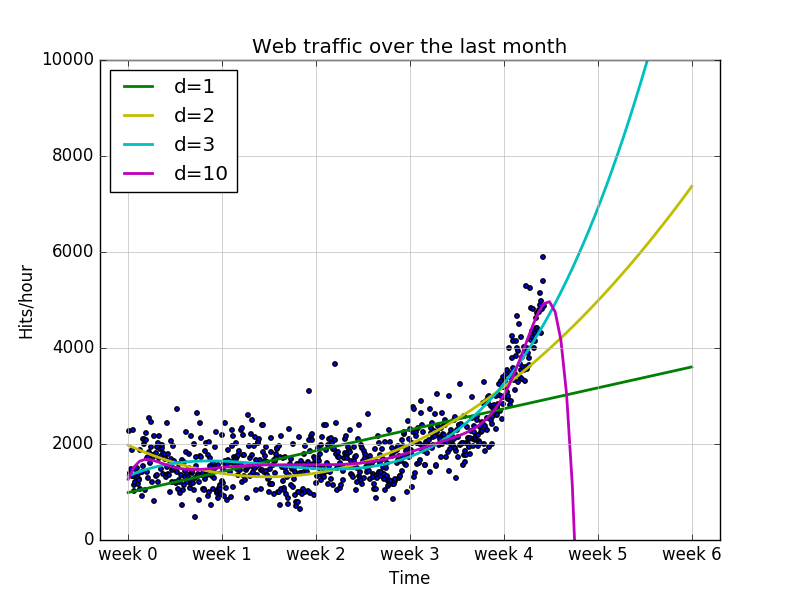 Web traffic over the last month
10000
8000
6000
4000
2000
0
Hits/hour
d=1
d=2
d=3
d=10
week 0 week 1 week 2 week 3 week 4 week 5 week 6
Time